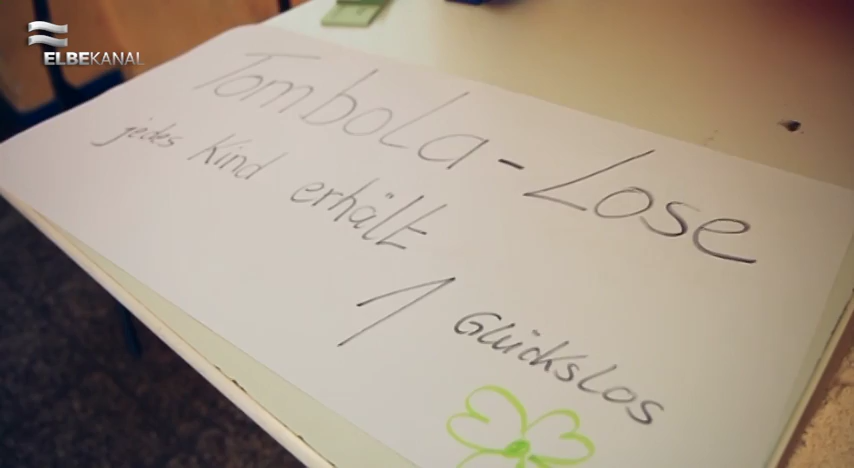 ELBEKANAL
Tombola-Lose
jedes Kind erhält
1 Glückslos